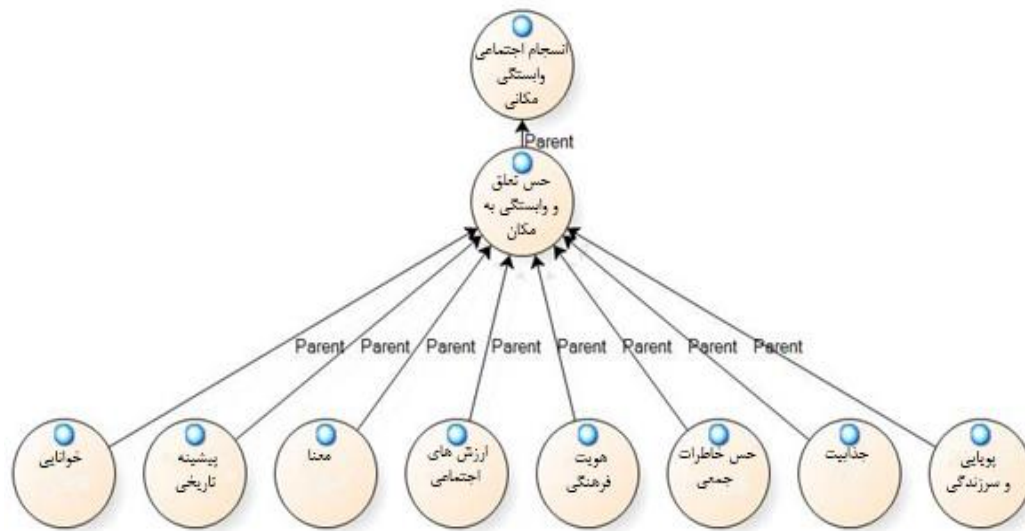 انسجام اجتماعی
وابستگی
مکانی
Parent
حس تعلق
و وابستگی به
مکان
Parent Parent Parent Parent Parent Parent Parent Parent
خوانایی
پیشینه
تاریخی
معنا
ارزش های
اجتماعی
هویت
فرهنگی
حس خاطرات
جمعی
جذابیت
پویایی
و سرزندگی